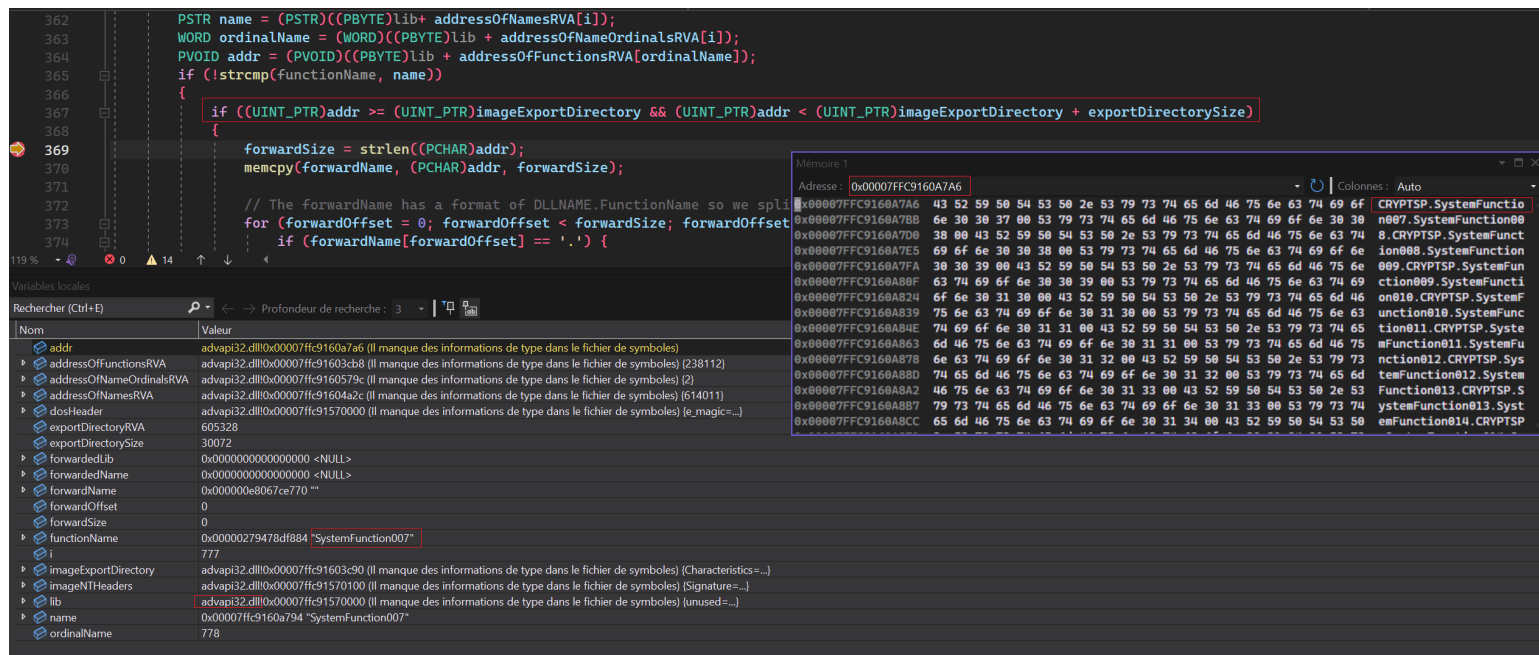 362 PSTR name = (PSTR)((PBYTE)lib+ addressOfNamesRVA[i]);
363 WORD ordinalName = (WORD)((PBYTE)lib + addressOfNameOrdinalsRVA[i]);
364 PVOID addr = (PVOID)((PBYTE)lib + addressOfFunctionsRVA[ordinalName]);
365 if (!strcmp(functionName, name))
366 {
367 if ((UINT_PTR)addr >= (UINT_PTR)imageExportDirectory && (UINT_PTR)addr < (UINT_PTR)imageExportDirectory + exportDirectorySize)
368 {
369 forwardSize = strlen((PCHAR)addr);
370 memcpy(forwardName, (PCHAR)addr, forwardSize);
371
372 // The forwardName has a format of DLLNAME.FunctionName so we spli
373 for (forwardOffset = 0; forwardOffset < forwardSize; forwardOffset
374 if (forwardName[forwardOffset] == '.') {
119 % 0 14
Mémoire 1
Adresse : 0x00007FFC9160A7A6 Colonnes : Auto
0x00007FFC9160A7A6 43 52 59 50 54 53 50 2e 53 79 73 74 65 6d 46 75 6e 63 74 69 6f CRYPTSP.SystemFunctio
0x00007FFC9160A7BB 6e 30 30 37 00 53 79 73 74 65 6d 46 75 6e 63 74 69 6f 6e 30 30 n007.SystemFunction00
0x00007FFC9160A7D0 38 00 43 52 59 50 54 53 50 2e 53 79 73 74 65 6d 46 75 6e 63 74 8.CRYPTSP.SystemFunct
0x00007FFC9160A7E5 69 6f 6e 30 30 38 00 53 79 73 74 65 6d 46 75 6e 63 74 69 6f 6e ion008.SystemFunction
0x00007FFC9160A7FA 30 30 39 00 43 52 59 50 54 53 50 2e 53 79 73 74 65 6d 46 75 6e 009.CRYPTSP.SystemFun
0x00007FFC9160A80F 63 74 69 6f 6e 30 30 39 00 53 79 73 74 65 6d 46 75 6e 63 74 69 ction009.SystemFuncti
0x00007FFC9160A824 6f 6e 30 31 30 00 43 52 59 50 54 53 50 2e 53 79 73 74 65 6d 46 on010.CRYPTSP.SystemF
0x00007FFC9160A839 75 6e 63 74 69 6f 6e 30 31 30 00 53 79 73 74 65 6d 46 75 6e 63 unction010.SystemFunc
0x00007FFC9160A84E 74 69 6f 6e 30 31 31 00 43 52 59 50 54 53 50 2e 53 79 73 74 65 tion011.CRYPTSP.Syste
0x00007FFC9160A863 6d 46 75 6e 63 74 69 6f 6e 30 31 31 00 53 79 73 74 65 6d 46 75 mFunction011.SystemFu
0x00007FFC9160A878 6e 63 74 69 6f 6e 30 31 32 00 43 52 59 50 54 53 50 2e 53 79 73 nction012.CRYPTSP.Sys
0x00007FFC9160A88D 74 65 6d 46 75 6e 63 74 69 6f 6e 30 31 32 00 53 79 73 74 65 6d temFunction012.System
0x00007FFC9160A8A2 46 75 6e 63 74 69 6f 6e 30 31 33 00 43 52 59 50 54 53 50 2e 53 Function013.CRYPTSP.S
0x00007FFC9160A8B7 79 73 74 65 6d 46 75 6e 63 74 69 6f 6e 30 31 33 00 53 79 73 74 ystemFunction013.Syst
0x00007FFC9160A8CC 65 6d 46 75 6e 63 74 69 6f 6e 30 31 34 00 43 52 59 50 54 53 50 emFunction014.CRYPTSP
Variables locales
Rechercher (Ctrl+E) Profondeur de recherche : 3
Nom Valeur
addr advapi32.dll!0x00007ffc9160a7a6 (Il manque des informations de type dans le fichier de symboles)
addressOfFunctionsRVA advapi32.dll!0x00007ffc91603cb8 (Il manque des informations de type dans le fichier de symboles) {238112}
addressOfNameOrdinalsRVA advapi32.dll!0x00007ffc9160579c (Il manque des informations de type dans le fichier de symboles) {2}
addressOfNamesRVA advapi32.dll!0x00007ffc91604a2c (Il manque des informations de type dans le fichier de symboles) {614011}
dosHeader advapi32.dll!0x00007ffc91570000 (Il manque des informations de type dans le fichier de symboles) {e_magic=...}
exportDirectoryRVA 605328
exportDirectorySize 30072
forwardedLib 0x0000000000000000 <NULL>
forwardedName 0x0000000000000000 <NULL>
forwardName 0x000000e8067ce770 ""
forwardOffset 0
forwardSize 0
functionName 0x00000279478df884 "SystemFunction007"
i 777
imageExportDirectory advapi32.dll!0x00007ffc91603c90 (Il manque des informations de type dans le fichier de symboles) {Characteristics=...}
imageNTHeaders advapi32.dll!0x00007ffc91570100 (Il manque des informations de type dans le fichier de symboles) {Signature=...}
lib advapi32.dll!0x00007ffc91570000 (Il manque des informations de type dans le fichier de symboles) {unused=...}
name 0x00007ffc9160a794 "SystemFunction007"
ordinalName 778